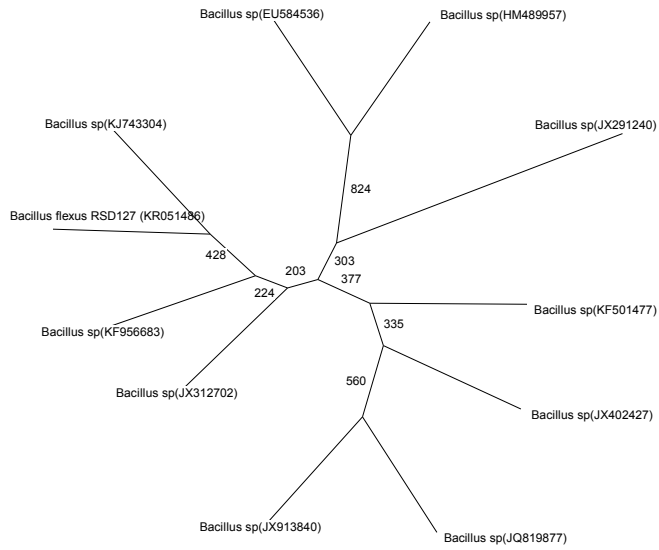 Bacillus sp(EU584536)
Bacillus sp(HM489957)
Bacillus sp(KJ743304)
Bacillus sp(JX291240)
824
Bacillus flexus RSD127 (KR051486)
428
303
203
377
224
Bacillus sp(KF501477)
335
Bacillus sp(KF956683)
560
Bacillus sp(JX312702)
Bacillus sp(JX402427)
Bacillus sp(JX913840)
Bacillus sp(JQ819877)